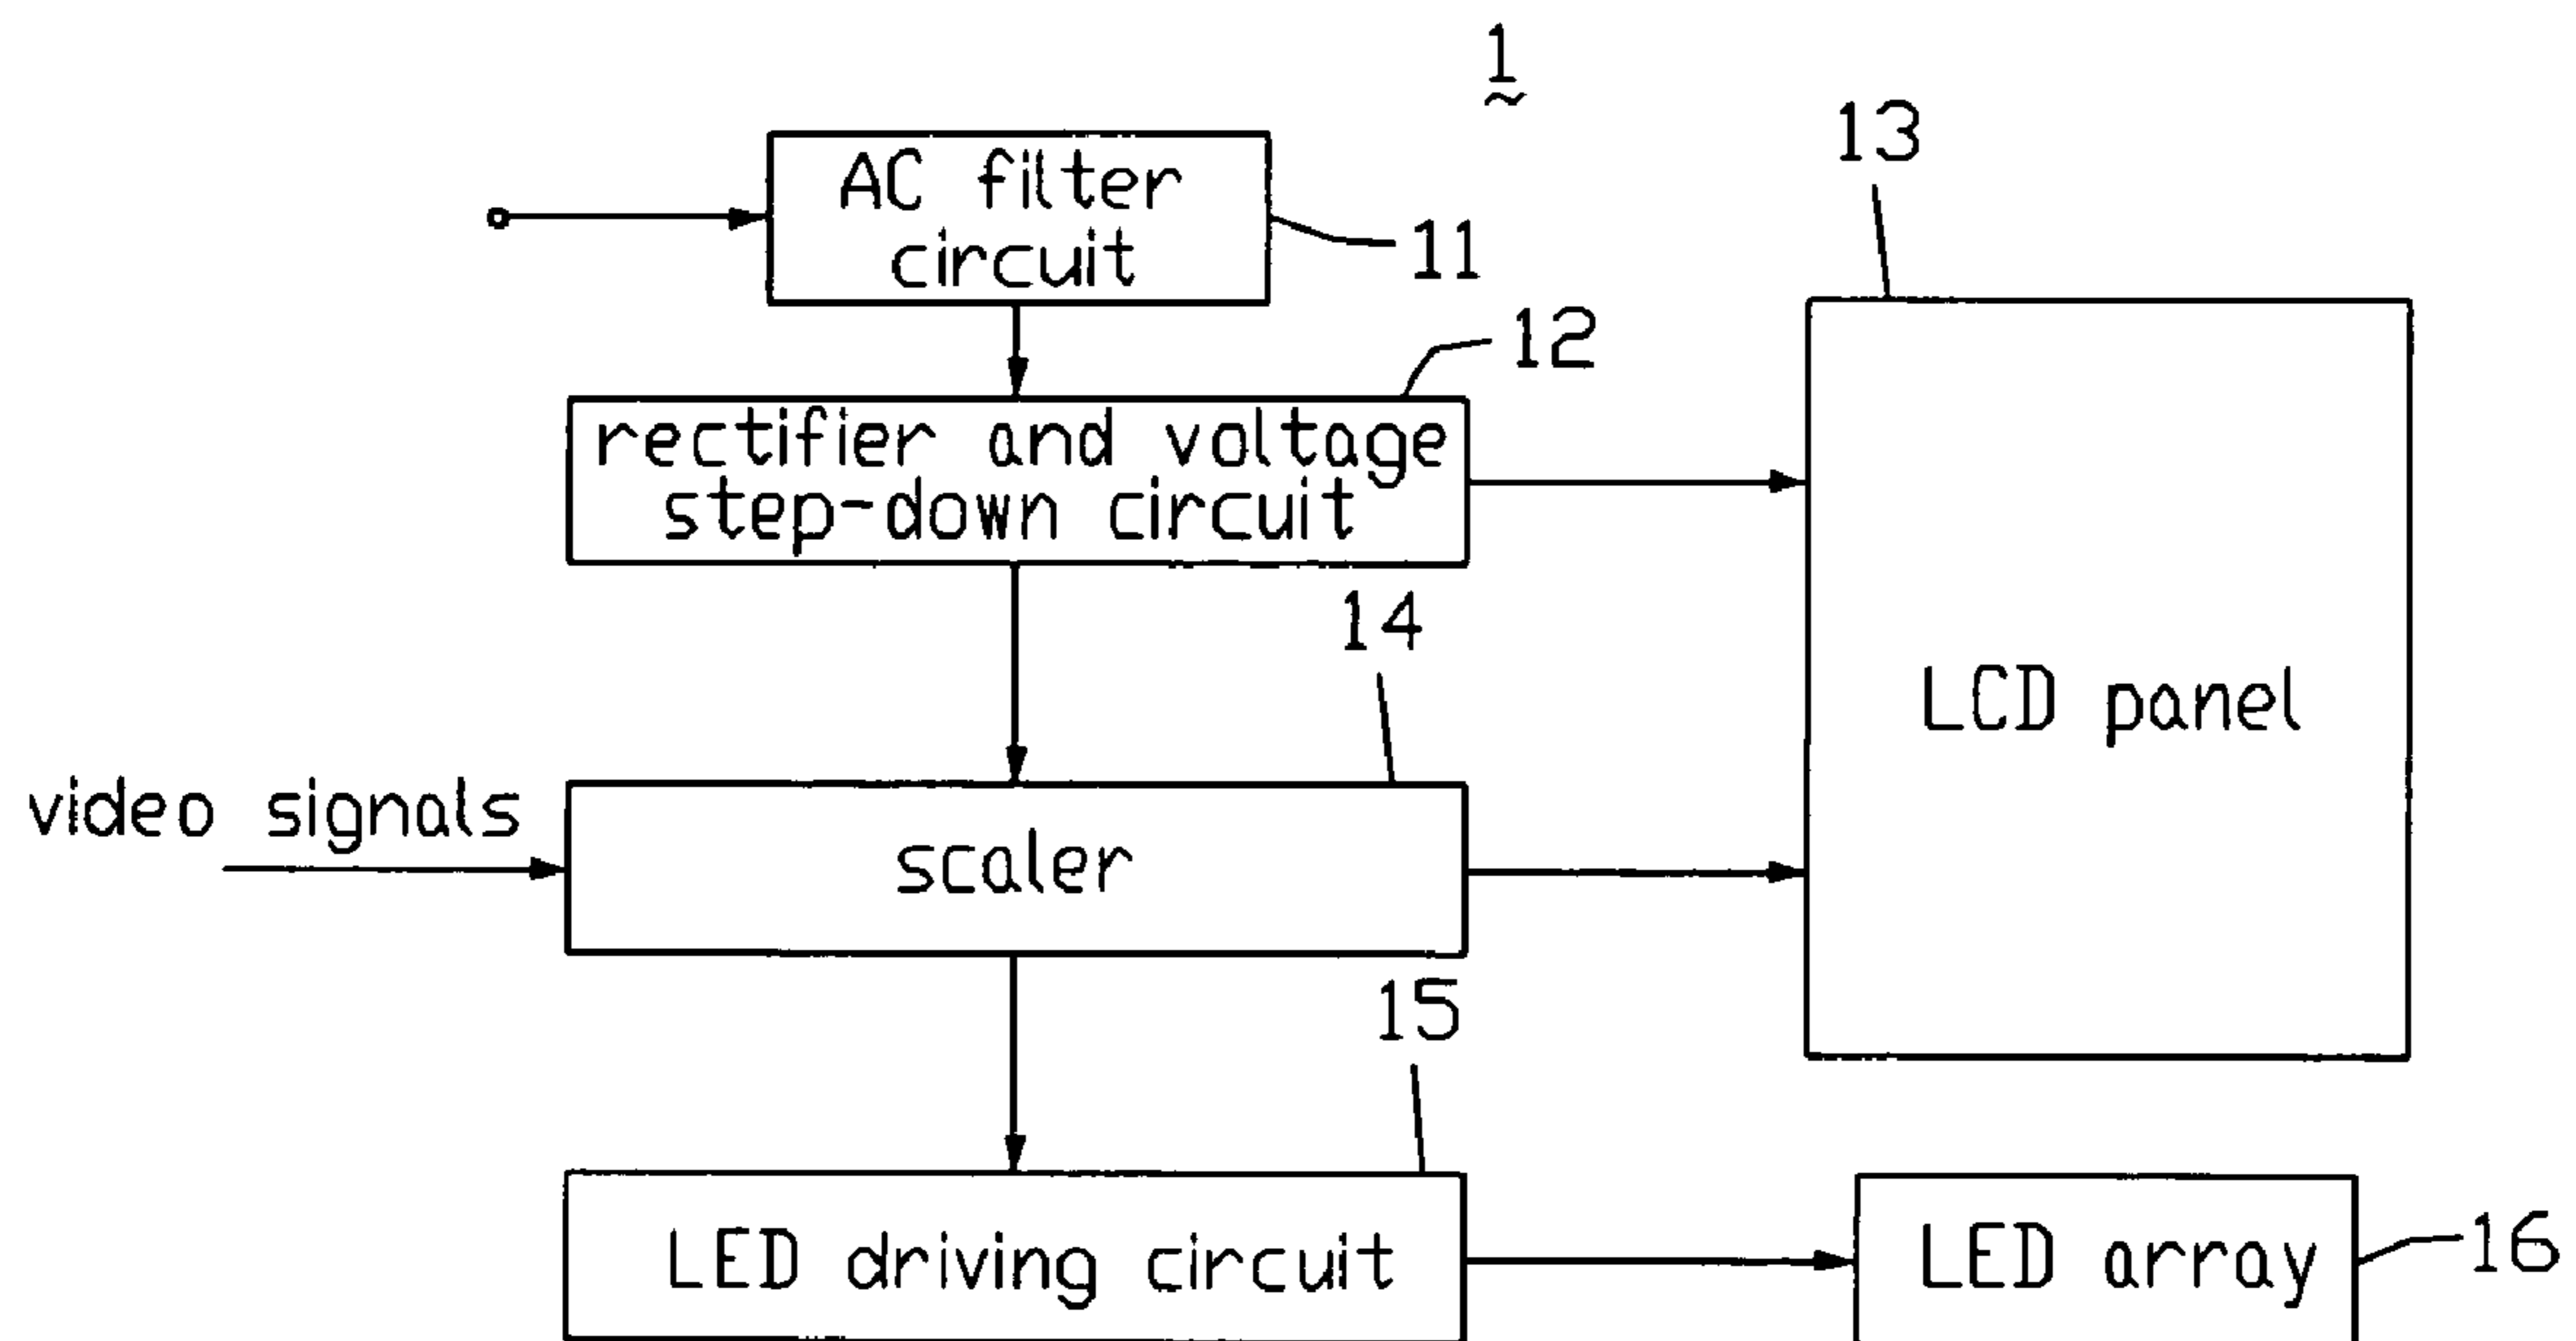 1
AC filter
circuit
11
13
12
rectifier and voltage
step-down circuit
14
LCD panel
video signals
scaler
15
LED driving circuit
LED array
16